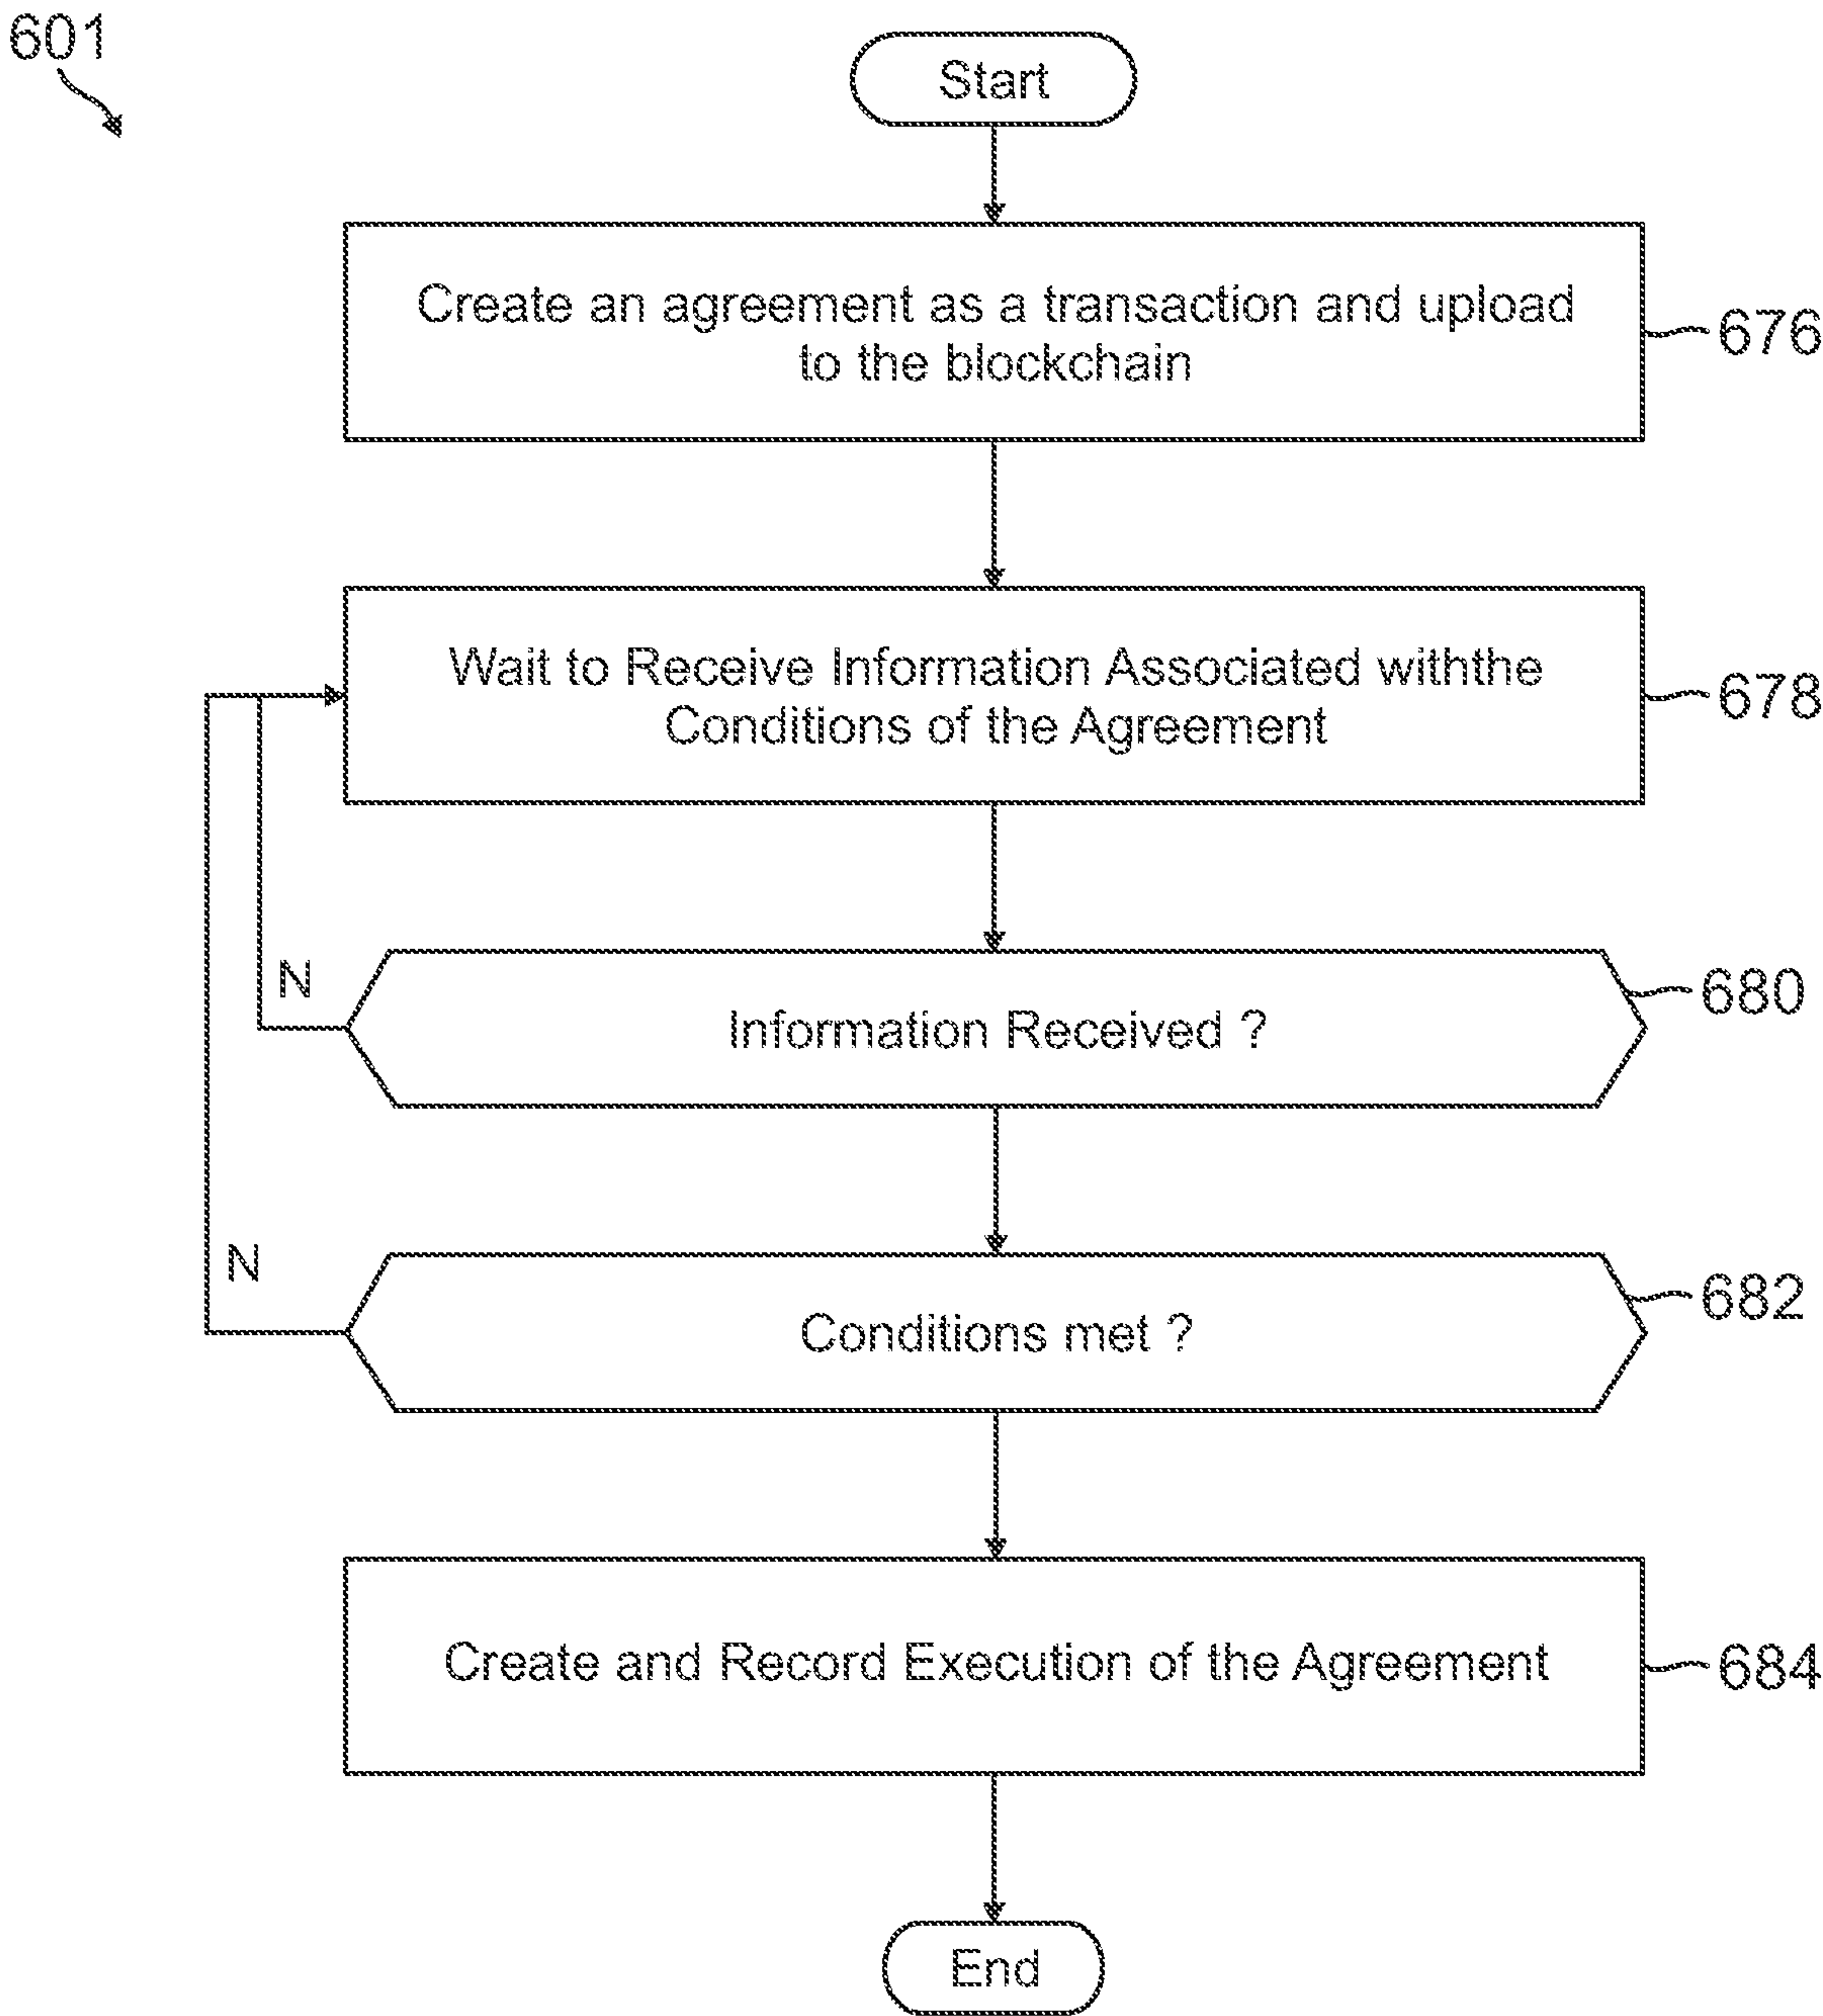 601
Start
Create an agreement as a transaction and upload
to the blockchain
676
Wait to Receive Information Associated withthe
Conditions of the Agreement
678
N
Information Received ?
680
N
Conditions met ?
682
Create and Record Execution of the Agreement
684
End